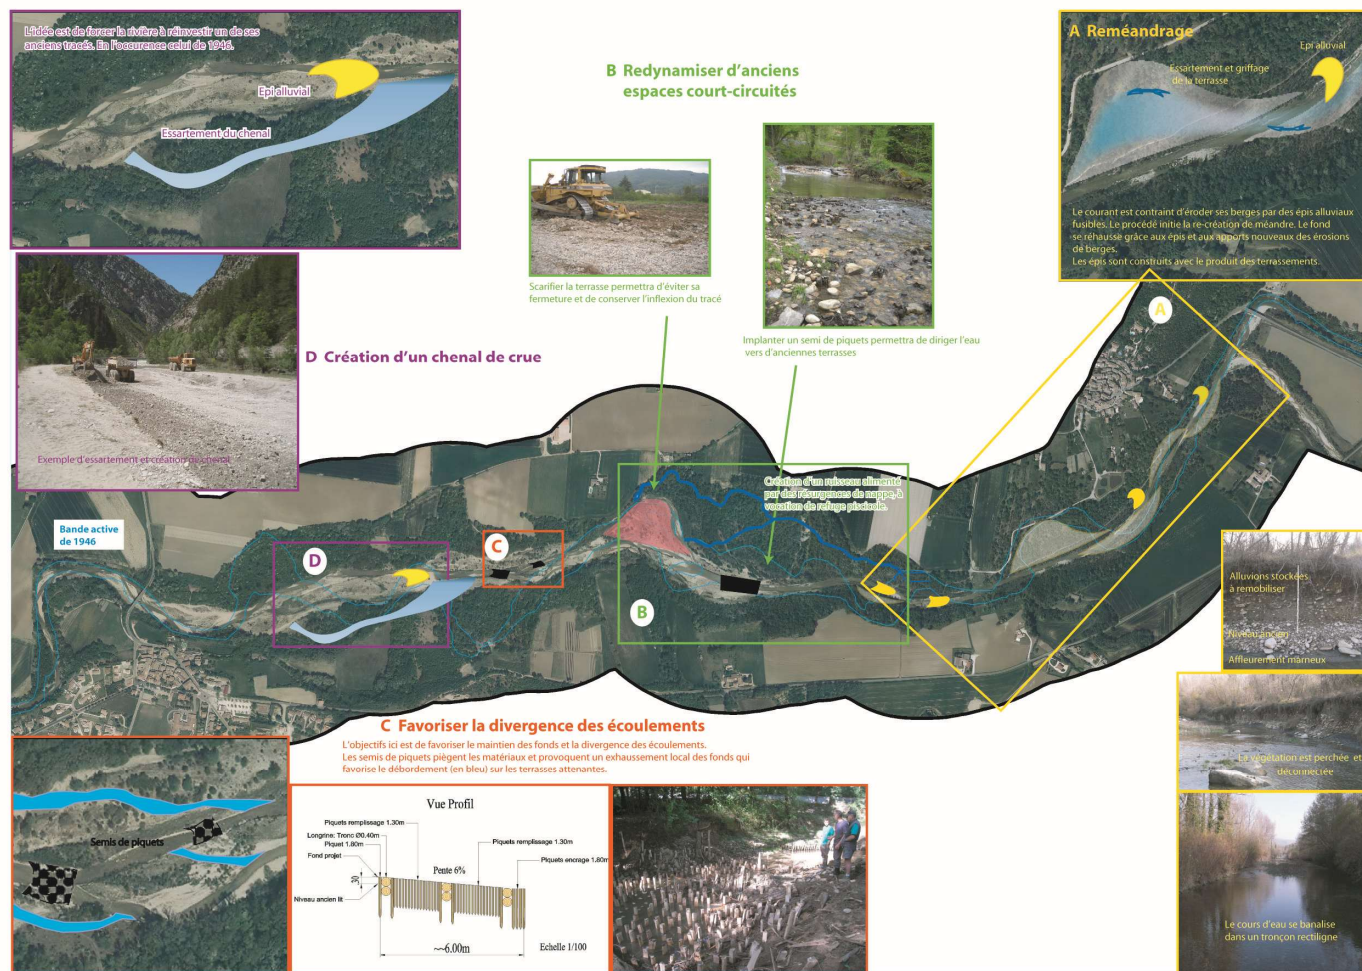 L'idée est de forcer la rivière à réinvestir un de ses
anciens tracés. En l'occurence celui de 1946.
Epi alluvial
Essartement du chenal
Exemple d'essartement et création de chenal
D Création d'un chenal de crue
B Redynamiser d'anciens
espaces court-circuités
Scarifier la terrasse permettra d'éviter sa
fermeture et de conserver l'inflexion du tracé
Implanter un semi de piquets permettra de diriger l'eau
vers d'anciennes terrasses
A Reméandrage
Epi alluvial
Essartement et griffage
de la terrasse
Le courant est contraint d'éroder ses berges par des épis alluviaux
fusibles. Le procédé initie la re-création de méandre. Le fond
se réhausse grâce aux épis et aux apports nouveaux des érosions
de berges.
Les épis sont construits avec le produit des terrassements.
A
Création d'un ruisseau alimenté
par des résurgences de nappe, à
vocation de refuge piscicole.
Bande active
de 1946
D
C
B
Alluvions stockées
à remobiliser
Niveau ancien
Affleurement marneux
La végétation est perchée et
déconnectée
Le cours d'eau se banalise
dans un tronçon rectiligne
C Favoriser la divergence des écoulements
L'objectifs ici est de favoriser le maintien des fonds et la divergence des écoulements.
Les semis de piquets piègent les matériaux et provoquent un exhaussement local des fonds qui
favorise le débordement (en bleu) sur les terrasses attenantes.
Semis de piquets
Vue Profil
Piquets remplissage 1.30m
Longrine: Tronc Ø0.40m
Piquet 1.80m
Fond projet
Pente 6%
Piquets remplissage 1.30m
Piquets encrage 1.80m
30
Niveau ancien lit
~~6.00m
Echelle 1/100